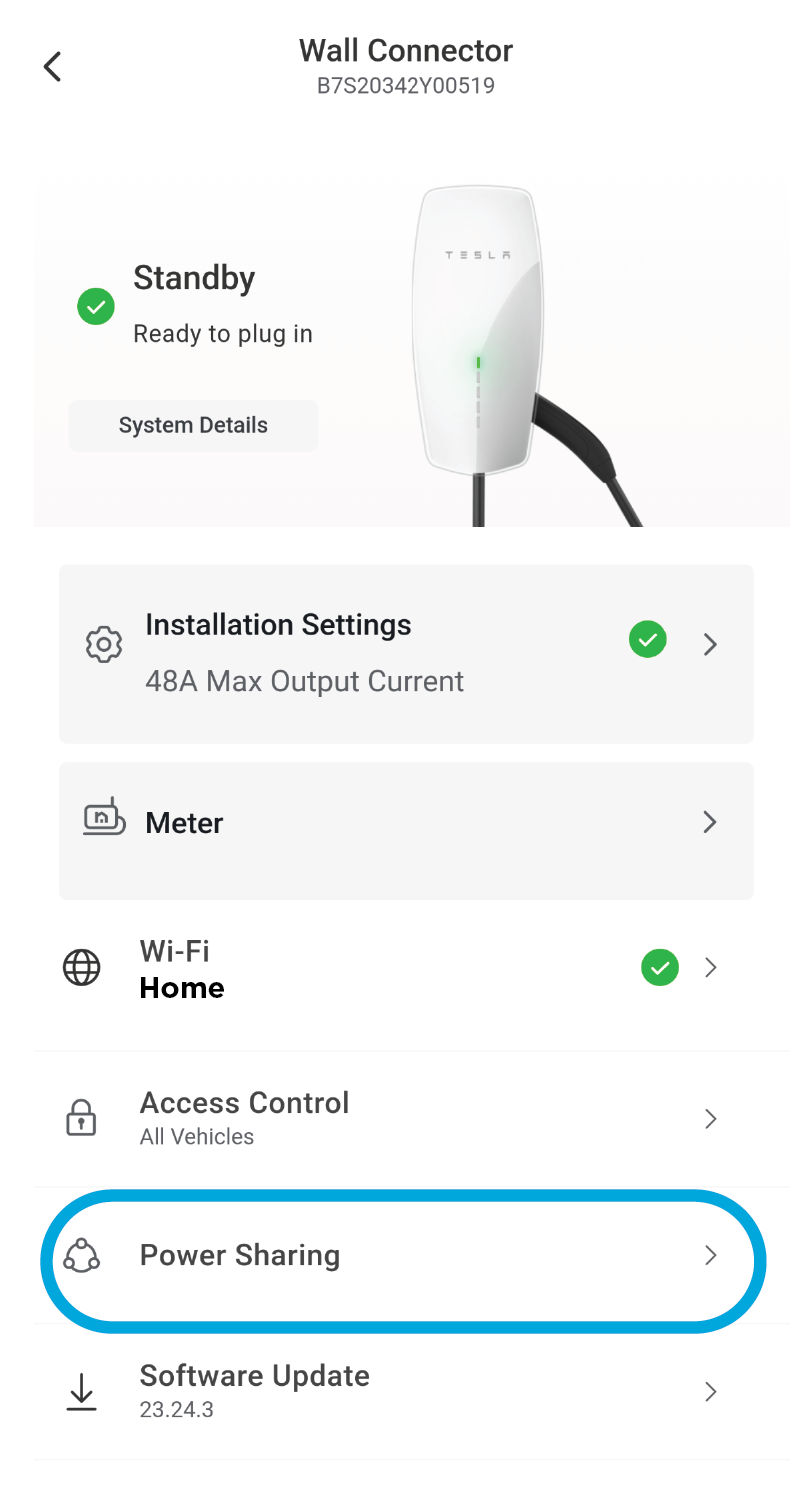 Wall Connector
B7S20342Y00519
TESLA
Standby
Ready to plug in
System Details
Installation Settings
48A Max Output Current
Meter
Wi-Fi
Home
Access Control
All Vehicles
Power Sharing
Software Update
23.24.3